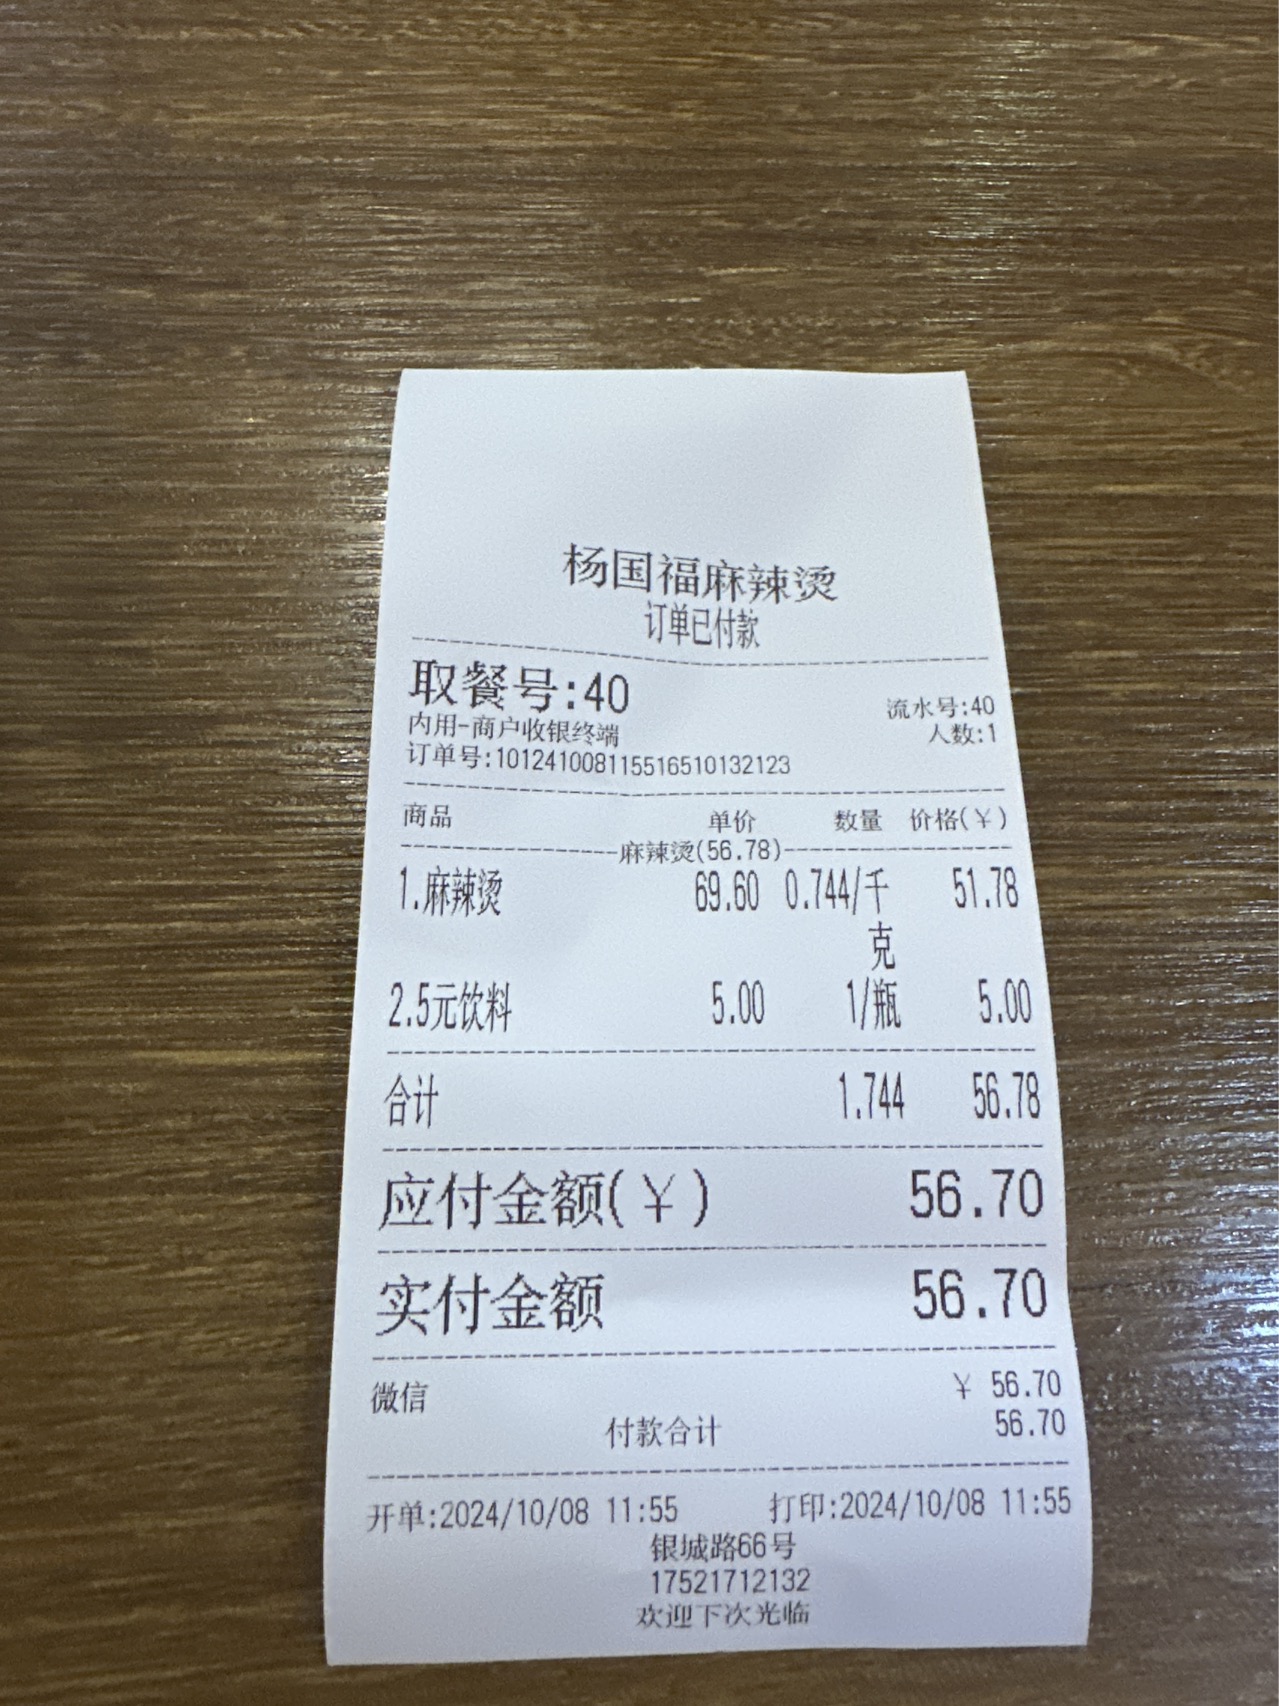 杨国福麻辣烫
订单已付款
取餐号:40
流水号:40
内用-商户收银终端
人数:1
订单号:101241008115516510132123
商品 单价 数量 价格(￥)
麻辣烫(56.78)
1.麻辣烫 69.60 0.744/千克 51.78
2.5元饮料 5.00 1/瓶 5.00
合计 1.744 56.78
应付金额(￥) 56.70
实付金额 56.70
微信 ￥ 56.70
付款合计 56.70
开单:2024/10/08 11:55 打印:2024/10/08 11:55
银城路66号
17521712132
欢迎下次光临